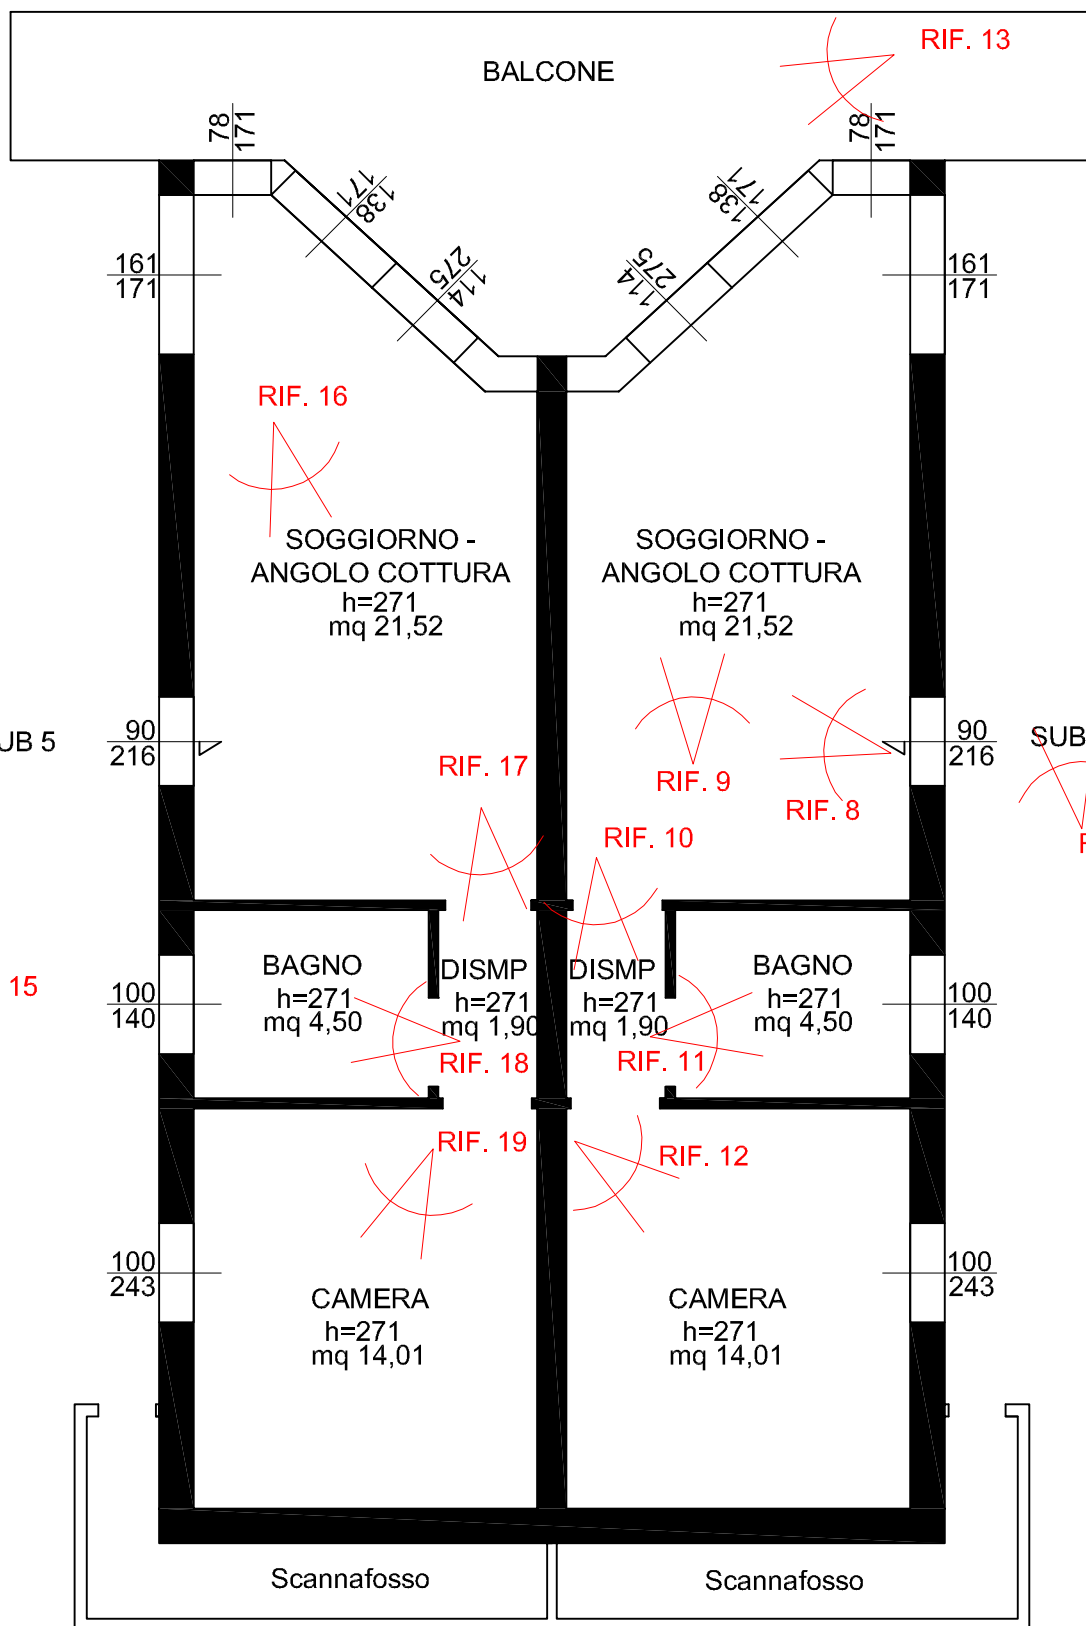 RIF. 13
BALCONE
78
171
78
171
171
138
171
138
275
114
275
114
161
171
161
171
RIF. 16
SOGGIORNO -
ANGOLO COTTURA
h=271
mq 21,52
SOGGIORNO -
ANGOLO COTTURA
h=271
mq 21,52
UB 5
90
216
90
216
SUB
RIF. 17
RIF. 9
RIF. 8
RIF. 10
BAGNO
h=271
mq 4,50
DISMP
h=271
mq 1,90
DISMP
h=271
mq 1,90
BAGNO
h=271
mq 4,50
15
100
140
100
140
RIF. 18
RIF. 11
RIF. 19
RIF. 12
100
243
100
243
CAMERA
h=271
mq 14,01
CAMERA
h=271
mq 14,01
Scannafosso
Scannafosso